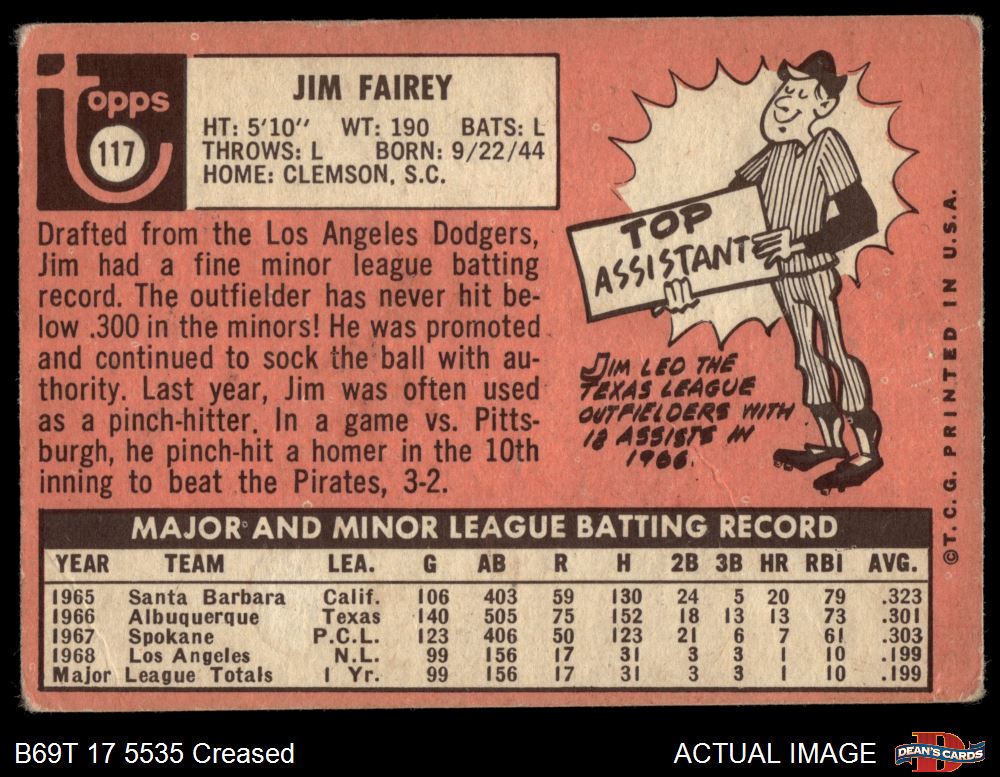 Topps
117
JIM FAIREY
HT: 5'10" WT: 190 BATS: L
THROWS: L BORN: 9/22/44
HOME: CLEMSON, S.C.
Drafted from the Los Angeles Dodgers,
Jim had a fine minor league batting
record. The outfielder has never hit be-
low .300 in the minors! He was promoted
and continued to sock the ball with au-
thority. Last year, Jim was often used
as a pinch-hitter. In a game vs. Pitts-
burgh, he pinch-hit a homer in the 10th
inning to beat the Pirates, 3-2.
TOP
ASSISTANT
JIM LED THE
TEXAS LEAGUE
OUTFIELDERS WITH
18 ASSISTS IN
1966.
©T.C.G. PRINTED IN U.S.A.
MAJOR AND MINOR LEAGUE BATTING RECORD
YEAR TEAM LEA. G AB R H 2B 3B HR RBI AVG.
1965 Santa Barbara Calif. 106 403 59 130 24 5 20 79 .323
1966 Albuquerque Texas 140 505 75 152 18 13 13 73 .301
1967 Spokane P.C.L. 123 406 50 123 21 6 7 61 .303
1968 Los Angeles N.L. 99 156 17 31 3 3 1 10 .199
Major League Totals 1 Yr. 99 156 17 31 3 3 1 10 .199
B69T 17 5535 Creased
ACTUAL IMAGE
DEAN'S CARDS